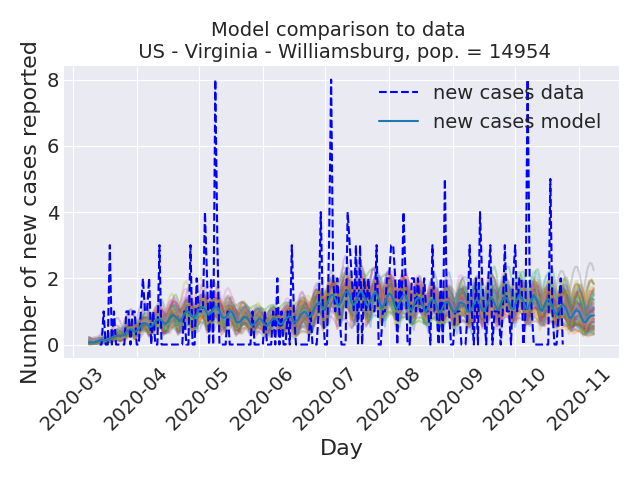 Model comparison to data
US - Virginia - Williamsburg, pop. = 14954
Number of new cases reported
8
6
4
2
0
new cases data
new cases model
2020-03
2020-04
2020-05
2020-06
2020-07
2020-08
2020-09
2020-10
2020-11
Day